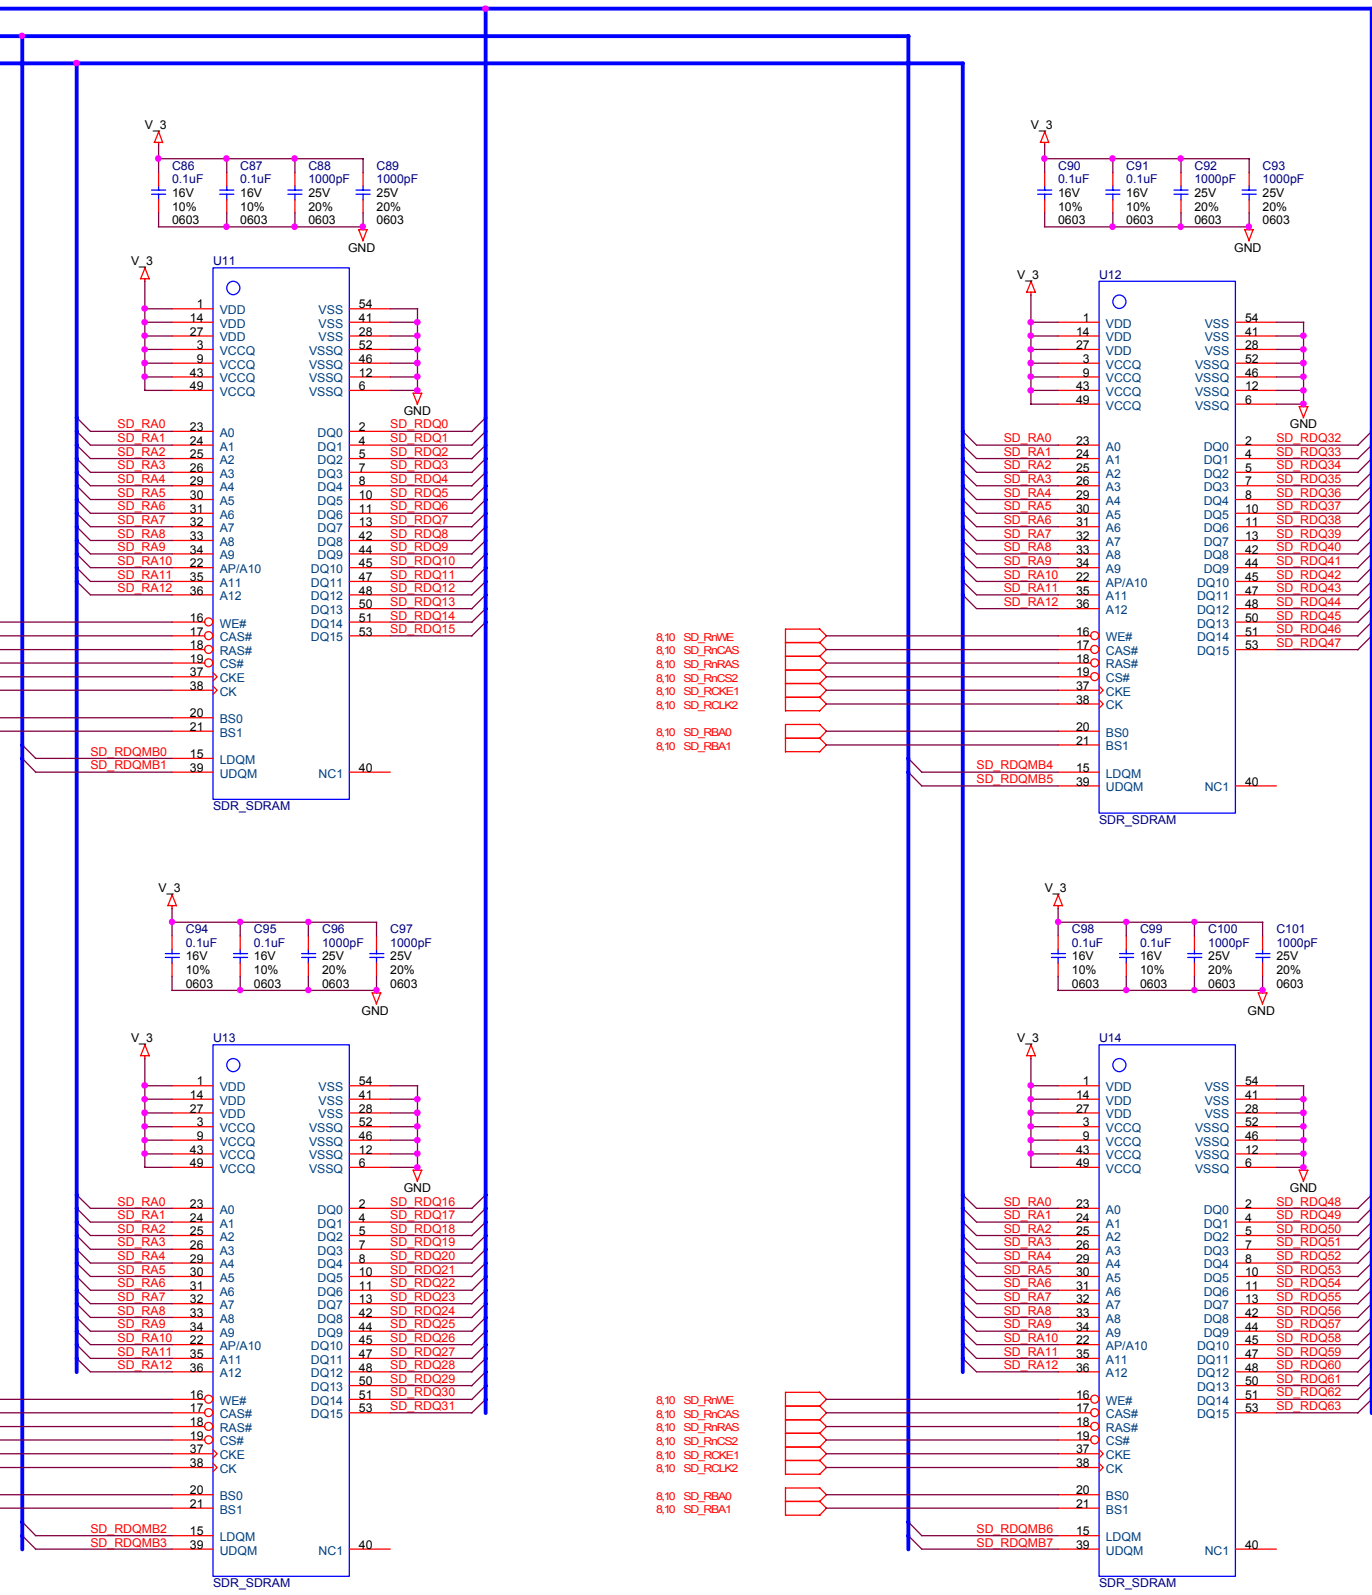 V_3
C86
0.1uF
16V
10%
0603
C87
0.1uF
16V
10%
0603
C88
1000pF
25V
20%
0603
C89
1000pF
25V
20%
0603
GND
V_3
C90
0.1uF
16V
10%
0603
C91
0.1uF
16V
10%
0603
C92
1000pF
25V
20%
0603
C93
1000pF
25V
20%
0603
GND
V_3
U11
1 VDD VSS 54
14 VDD VSS 41
27 VDD VSS 28
3 VCCQ VSSQ 52
9 VCCQ VSSQ 46
43 VCCQ VSSQ 12
49 VCCQ VSSQ 6
GND
SD_RA0 23 A0 DQ0 2 SD_RDQ0
SD_RA1 24 A1 DQ1 4 SD_RDQ1
SD_RA2 25 A2 DQ2 5 SD_RDQ2
SD_RA3 26 A3 DQ3 7 SD_RDQ3
SD_RA4 29 A4 DQ4 8 SD_RDQ4
SD_RA5 30 A5 DQ5 10 SD_RDQ5
SD_RA6 31 A6 DQ6 11 SD_RDQ6
SD_RA7 32 A7 DQ7 13 SD_RDQ7
SD_RA8 33 A8 DQ8 42 SD_RDQ8
SD_RA9 34 A9 DQ9 44 SD_RDQ9
SD_RA10 22 AP/A10 DQ10 45 SD_RDQ10
SD_RA11 35 A11 DQ11 47 SD_RDQ11
SD_RA12 36 A12 DQ12 48 SD_RDQ12
DQ13 50 SD_RDQ13
16 WE# DQ14 51 SD_RDQ14
17 CAS# DQ15 53 SD_RDQ15
18 RAS#
19 CS#
37 CKE
38 CK
20 BS0
21 BS1
SD_RDQMB0 15 LDQM
SD_RDQMB1 39 UDQM NC1 40
SDR_SDRAM
V_3
U12
1 VDD VSS 54
14 VDD VSS 41
27 VDD VSS 28
3 VCCQ VSSQ 52
9 VCCQ VSSQ 46
43 VCCQ VSSQ 12
49 VCCQ VSSQ 6
GND
SD_RA0 23 A0 DQ0 2 SD_RDQ32
SD_RA1 24 A1 DQ1 4 SD_RDQ33
SD_RA2 25 A2 DQ2 5 SD_RDQ34
SD_RA3 26 A3 DQ3 7 SD_RDQ35
SD_RA4 29 A4 DQ4 8 SD_RDQ36
SD_RA5 30 A5 DQ5 10 SD_RDQ37
SD_RA6 31 A6 DQ6 11 SD_RDQ38
SD_RA7 32 A7 DQ7 13 SD_RDQ39
SD_RA8 33 A8 DQ8 42 SD_RDQ40
SD_RA9 34 A9 DQ9 44 SD_RDQ41
SD_RA10 22 AP/A10 DQ10 45 SD_RDQ42
SD_RA11 35 A11 DQ11 47 SD_RDQ43
SD_RA12 36 A12 DQ12 48 SD_RDQ44
DQ13 50 SD_RDQ45
8,10 SD_RnWE 16 WE# DQ14 51 SD_RDQ46
8,10 SD_RnCAS 17 CAS# DQ15 53 SD_RDQ47
8,10 SD_RnRAS 18 RAS#
8,10 SD_RnCS2 19 CS#
8,10 SD_RCKE1 37 CKE
8,10 SD_RCLK2 38 CK
8,10 SD_RBA0 20 BS0
8,10 SD_RBA1 21 BS1
SD_RDQMB4 15 LDQM
SD_RDQMB5 39 UDQM NC1 40
SDR_SDRAM
V_3
C94
0.1uF
16V
10%
0603
C95
0.1uF
16V
10%
0603
C96
1000pF
25V
20%
0603
C97
1000pF
25V
20%
0603
GND
V_3
C98
0.1uF
16V
10%
0603
C99
0.1uF
16V
10%
0603
C100
1000pF
25V
20%
0603
C101
1000pF
25V
20%
0603
GND
V_3
U13
1 VDD VSS 54
14 VDD VSS 41
27 VDD VSS 28
3 VCCQ VSSQ 52
9 VCCQ VSSQ 46
43 VCCQ VSSQ 12
49 VCCQ VSSQ 6
GND
SD_RA0 23 A0 DQ0 2 SD_RDQ16
SD_RA1 24 A1 DQ1 4 SD_RDQ17
SD_RA2 25 A2 DQ2 5 SD_RDQ18
SD_RA3 26 A3 DQ3 7 SD_RDQ19
SD_RA4 29 A4 DQ4 8 SD_RDQ20
SD_RA5 30 A5 DQ5 10 SD_RDQ21
SD_RA6 31 A6 DQ6 11 SD_RDQ22
SD_RA7 32 A7 DQ7 13 SD_RDQ23
SD_RA8 33 A8 DQ8 42 SD_RDQ24
SD_RA9 34 A9 DQ9 44 SD_RDQ25
SD_RA10 22 AP/A10 DQ10 45 SD_RDQ26
SD_RA11 35 A11 DQ11 47 SD_RDQ27
SD_RA12 36 A12 DQ12 48 SD_RDQ28
DQ13 50 SD_RDQ29
16 WE# DQ14 51 SD_RDQ30
17 CAS# DQ15 53 SD_RDQ31
18 RAS#
19 CS#
37 CKE
38 CK
20 BS0
21 BS1
SD_RDQMB2 15 LDQM
SD_RDQMB3 39 UDQM NC1 40
SDR_SDRAM
V_3
U14
1 VDD VSS 54
14 VDD VSS 41
27 VDD VSS 28
3 VCCQ VSSQ 52
9 VCCQ VSSQ 46
43 VCCQ VSSQ 12
49 VCCQ VSSQ 6
GND
SD_RA0 23 A0 DQ0 2 SD_RDQ48
SD_RA1 24 A1 DQ1 4 SD_RDQ49
SD_RA2 25 A2 DQ2 5 SD_RDQ50
SD_RA3 26 A3 DQ3 7 SD_RDQ51
SD_RA4 29 A4 DQ4 8 SD_RDQ52
SD_RA5 30 A5 DQ5 10 SD_RDQ53
SD_RA6 31 A6 DQ6 11 SD_RDQ54
SD_RA7 32 A7 DQ7 13 SD_RDQ55
SD_RA8 33 A8 DQ8 42 SD_RDQ56
SD_RA9 34 A9 DQ9 44 SD_RDQ57
SD_RA10 22 AP/A10 DQ10 45 SD_RDQ58
SD_RA11 35 A11 DQ11 47 SD_RDQ59
SD_RA12 36 A12 DQ12 48 SD_RDQ60
DQ13 50 SD_RDQ61
8,10 SD_RnWE 16 WE# DQ14 51 SD_RDQ62
8,10 SD_RnCAS 17 CAS# DQ15 53 SD_RDQ63
8,10 SD_RnRAS 18 RAS#
8,10 SD_RnCS2 19 CS#
8,10 SD_RCKE1 37 CKE
8,10 SD_RCLK2 38 CK
8,10 SD_RBA0 20 BS0
8,10 SD_RBA1 21 BS1
SD_RDQMB6 15 LDQM
SD_RDQMB7 39 UDQM NC1 40
SDR_SDRAM